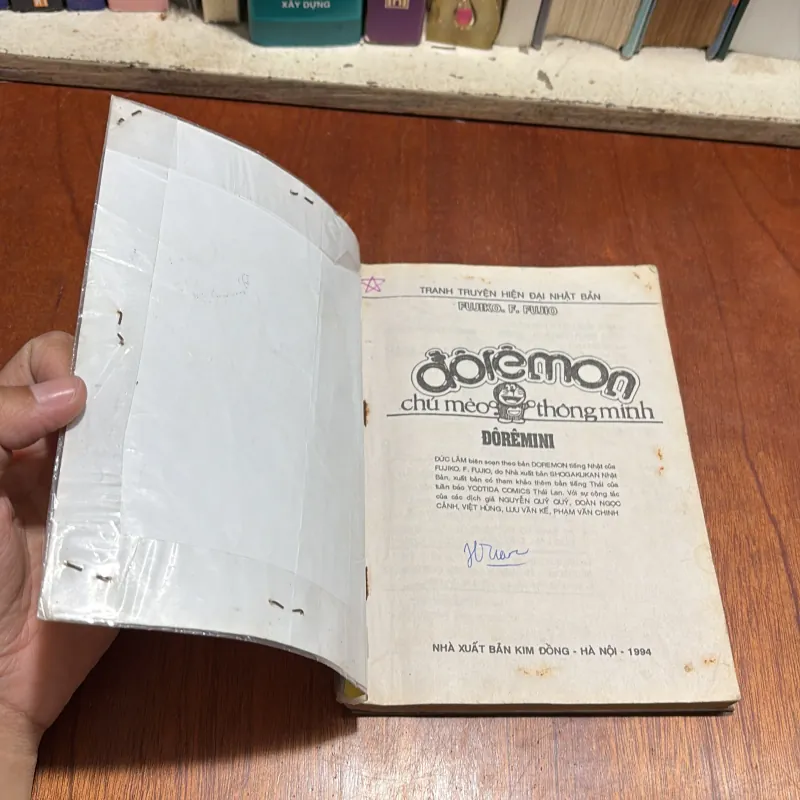 XÂY DỰNG
TRANH TRUYỆN HIỆN ĐẠI NHẬT BẢN
FUJIKO. F. FUJIO
đôrêmon
chú mèo thông minh
ĐÔRÊMINI
ĐỨC LÂM biên soạn theo bản DOREMON tiếng Nhật của
FUJIKO. F. FUJIO, do Nhà xuất bản SHOGAKUKAN Nhật
Bản, xuất bản có tham khảo thêm bản tiếng Thái của
tuần báo YODTIDA COMICS Thái Lan. Với sự cộng tác
của các dịch giả NGUYỄN QUÝ QUÝ, ĐOÀN NGỌC
CẢNH, VIỆT HÙNG, LƯU VĂN KẾ, PHẠM VĂN CHINH
NHÀ XUẤT BẢN KIM ĐỒNG - HÀ NỘI - 1994